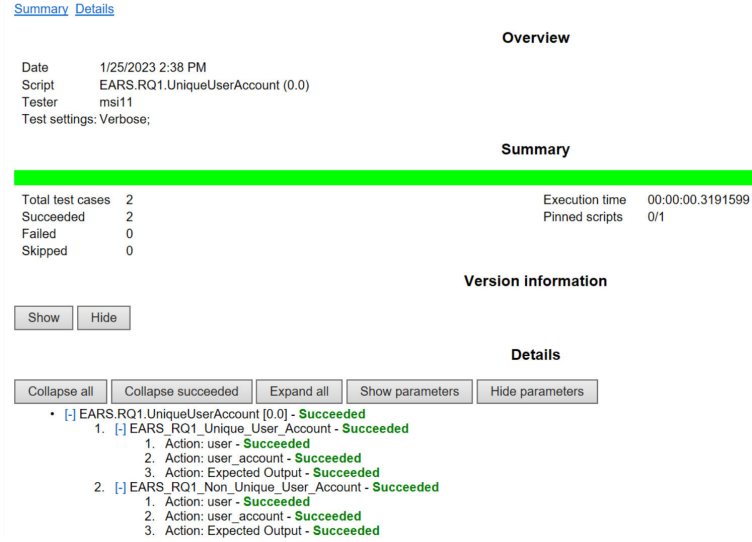 Summary Details
Overview
Date 1/25/2023 2:38 PM
Script EARS.RQ1.UniqueUserAccount (0.0)
Tester msi11
Test settings: Verbose;
Summary
Total test cases 2 Execution time 00:00:00.3191599
Succeeded 2 Pinned scripts 0/1
Failed 0
Skipped 0
Version information
Show Hide
Details
Collapse all Collapse succeeded Expand all Show parameters Hide parameters
• [-] EARS.RQ1.UniqueUserAccount [0.0] - Succeeded
1. [-] EARS_RQ1_Unique_User_Account - Succeeded
1. Action: user - Succeeded
2. Action: user_account - Succeeded
3. Action: Expected Output - Succeeded
2. [-] EARS_RQ1_Non_Unique_User_Account - Succeeded
1. Action: user - Succeeded
2. Action: user_account - Succeeded
3. Action: Expected Output - Succeeded